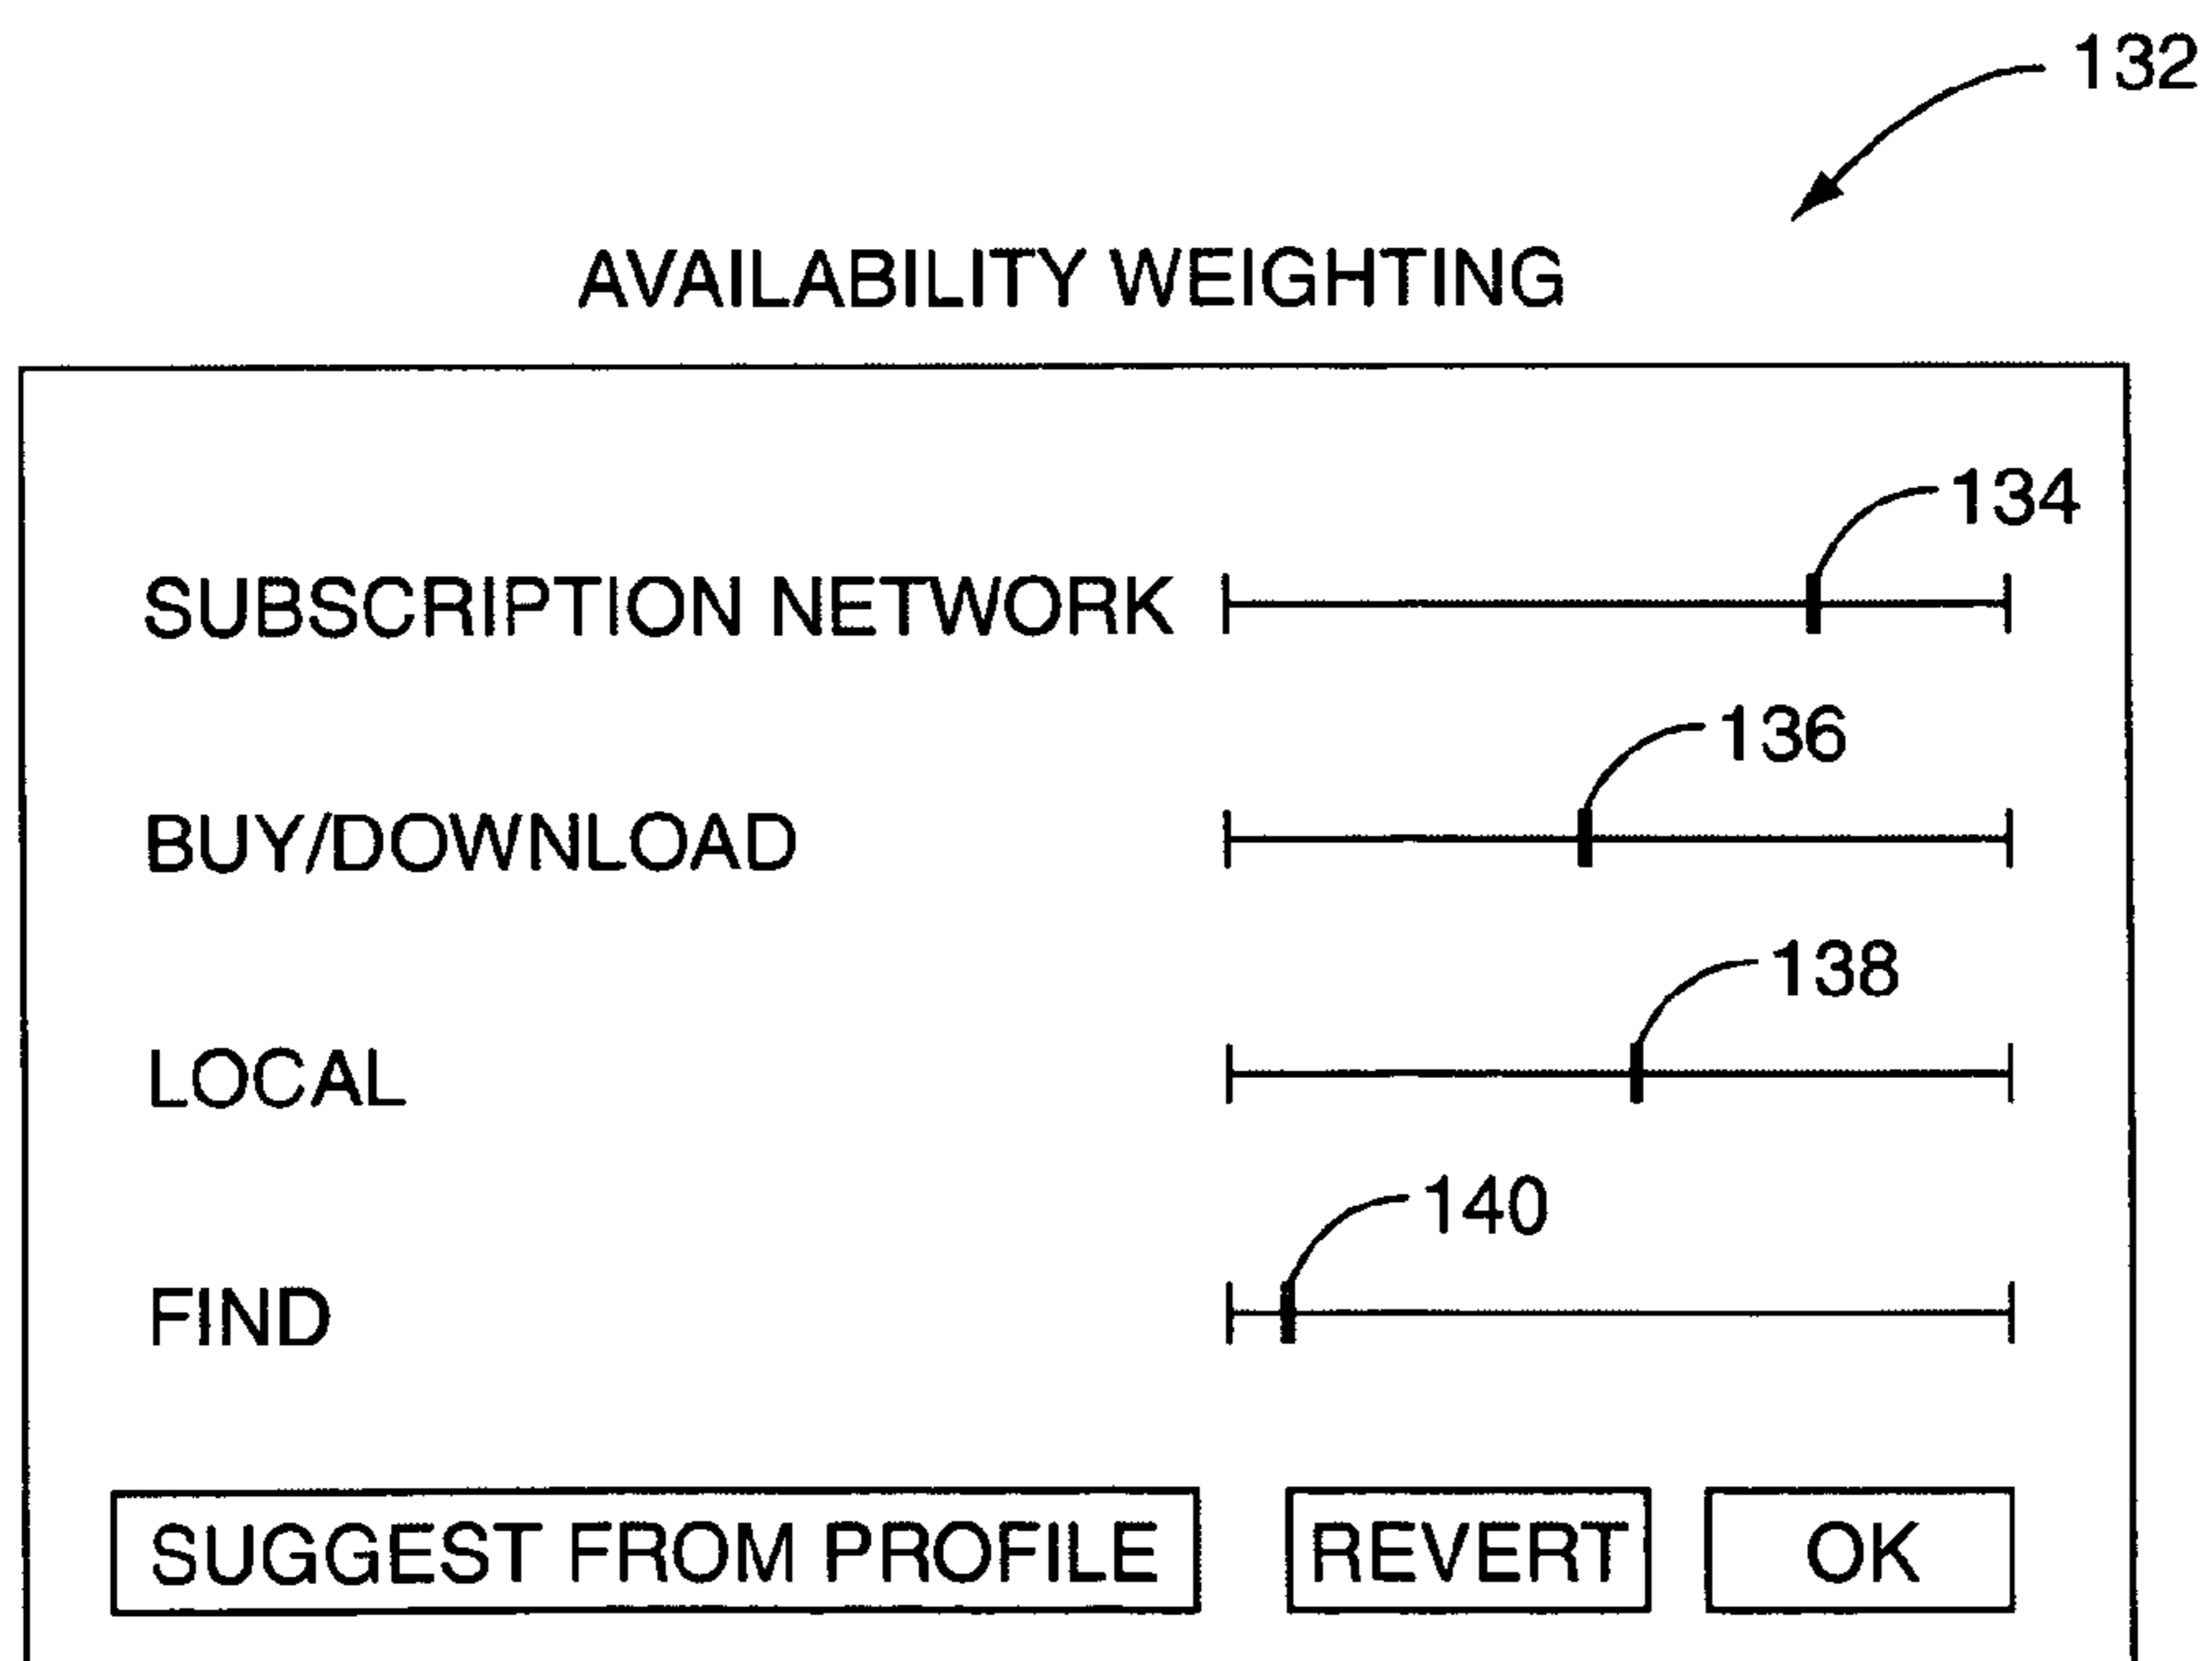 132
AVAILABILITY WEIGHTING
134
SUBSCRIPTION NETWORK
136
BUY/DOWNLOAD
138
LOCAL
140
FIND
SUGGEST FROM PROFILE REVERT OK